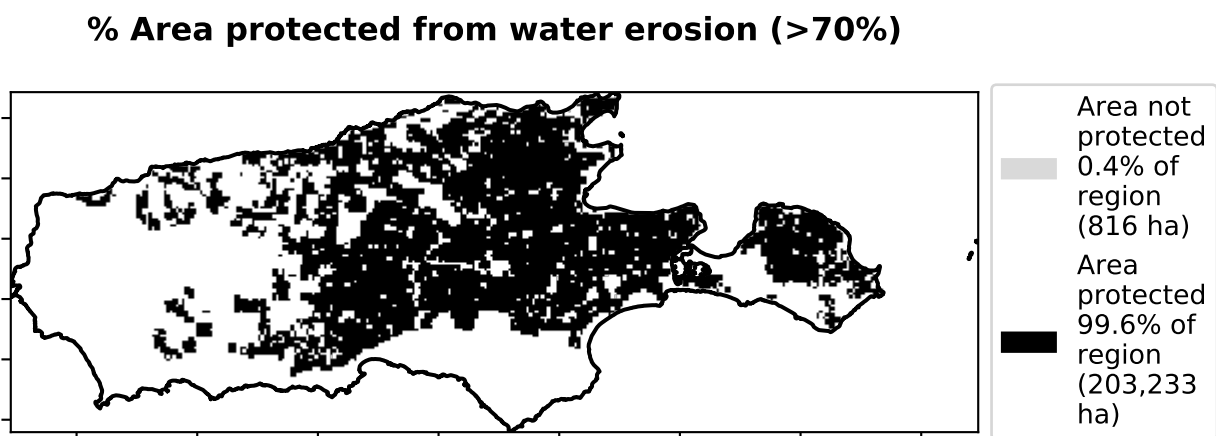 % Area protected from water erosion (>70%)
Area not
protected
0.4% of
region
(816 ha)
Area
protected
99.6% of
region
(203,233
ha)